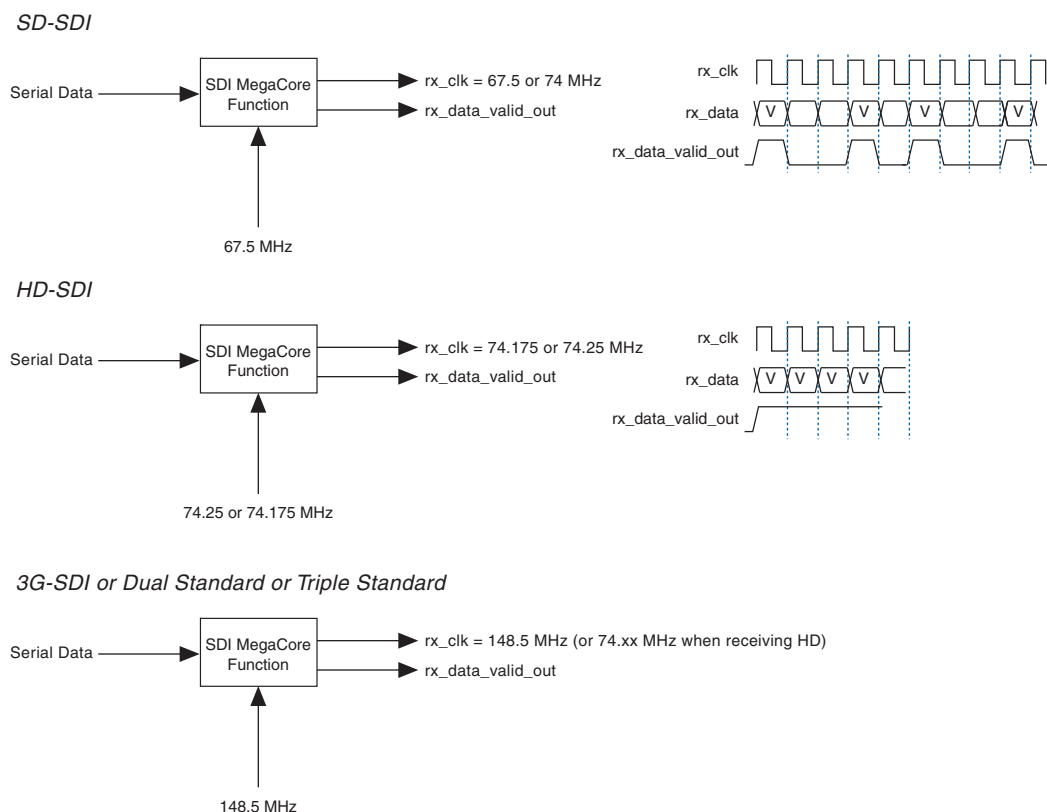 SD-SDI
Serial Data
SDI MegaCore
Function
rx_clk = 67.5 or 74 MHz
rx_data_valid_out
67.5 MHz
rx_clk
rx_data
V V V V
rx_data_valid_out
HD-SDI
Serial Data
SDI MegaCore
Function
rx_clk = 74.175 or 74.25 MHz
rx_data_valid_out
74.25 or 74.175 MHz
rx_clk
rx_data
V V V V
rx_data_valid_out
3G-SDI or Dual Standard or Triple Standard
Serial Data
SDI MegaCore
Function
rx_clk = 148.5 MHz (or 74.xx MHz when receiving HD)
rx_data_valid_out
148.5 MHz